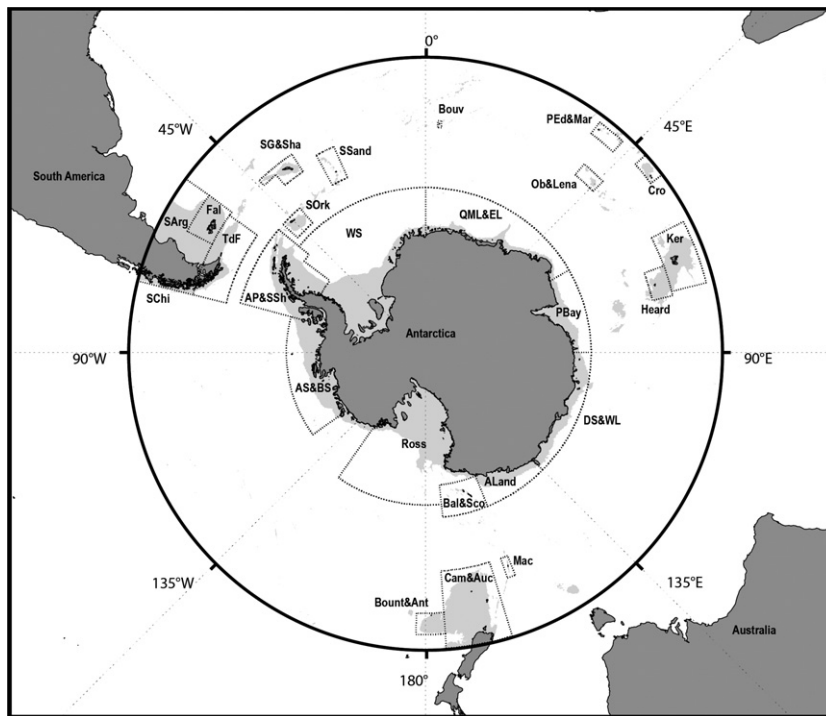 0°
Bouv
PEd&Mar
45°W
45°E
SG&Sha
SSand
South America
Ob&Lena
Cro
SOrk
Fal
SArg
QML&EL
TdF
WS
Ker
SChi
AP&SSh
PBay
Heard
Antarctica
90°W
90°E
AS&BS
DS&WL
Ross
ALand
Bal&Sco
Mac
Cam&Auc
135°W
135°E
Bount&Ant
Australia
180°